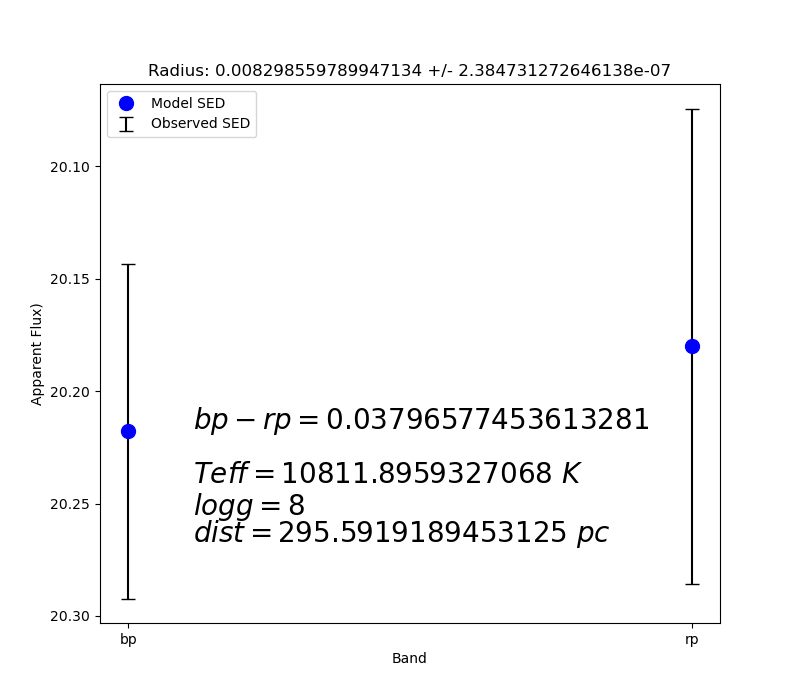 Radius: 0.008298559789947134 +/- 2.384731272646138e-07
Model SED
Observed SED
20.10
20.15
20.20
20.25
20.30
Apparent Flux)
bp − rp = 0.03796577453613281
Teff = 10811.8959327068 K
logg = 8
dist = 295.5919189453125 pc
bp
rp
Band